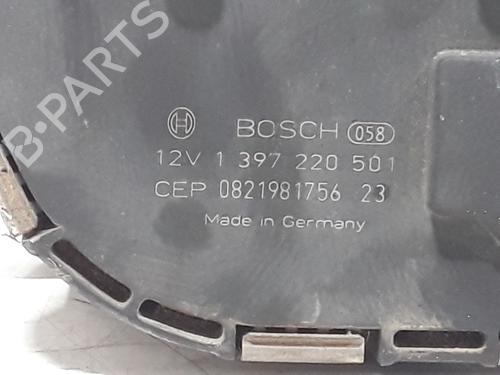 B-PARTS
BOSCH 058
12V 1 397 220 501
CEP 0821981756 23
Made in Germany